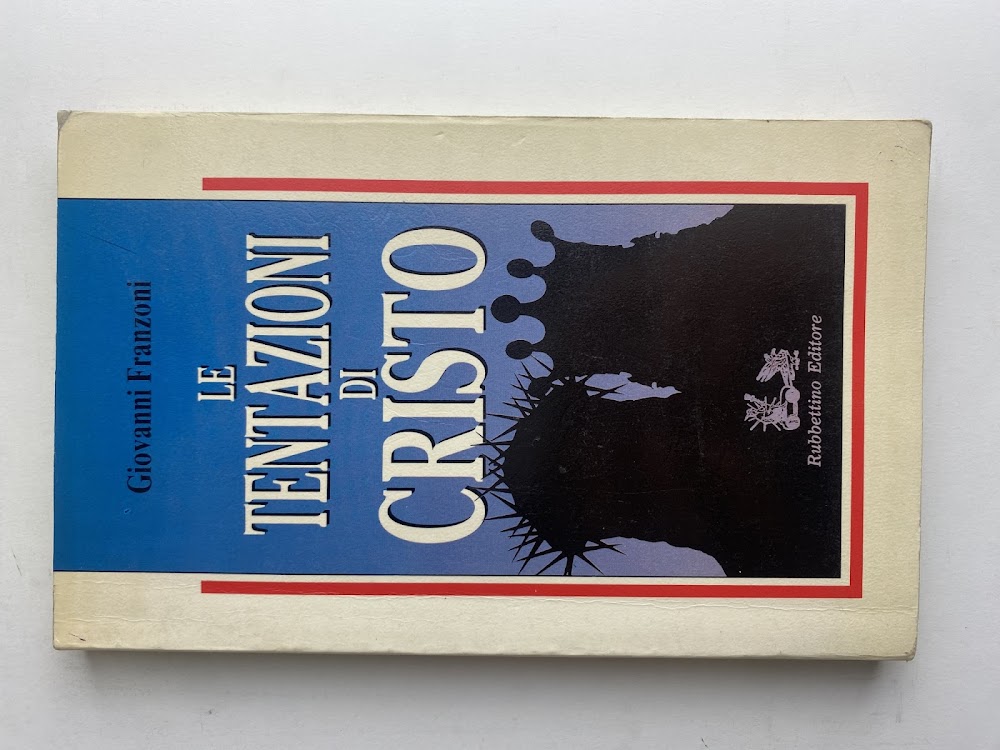 Giovanni Franzoni
LE
TENTAZIONI
DI
CRISTO
Rubbettino Editore